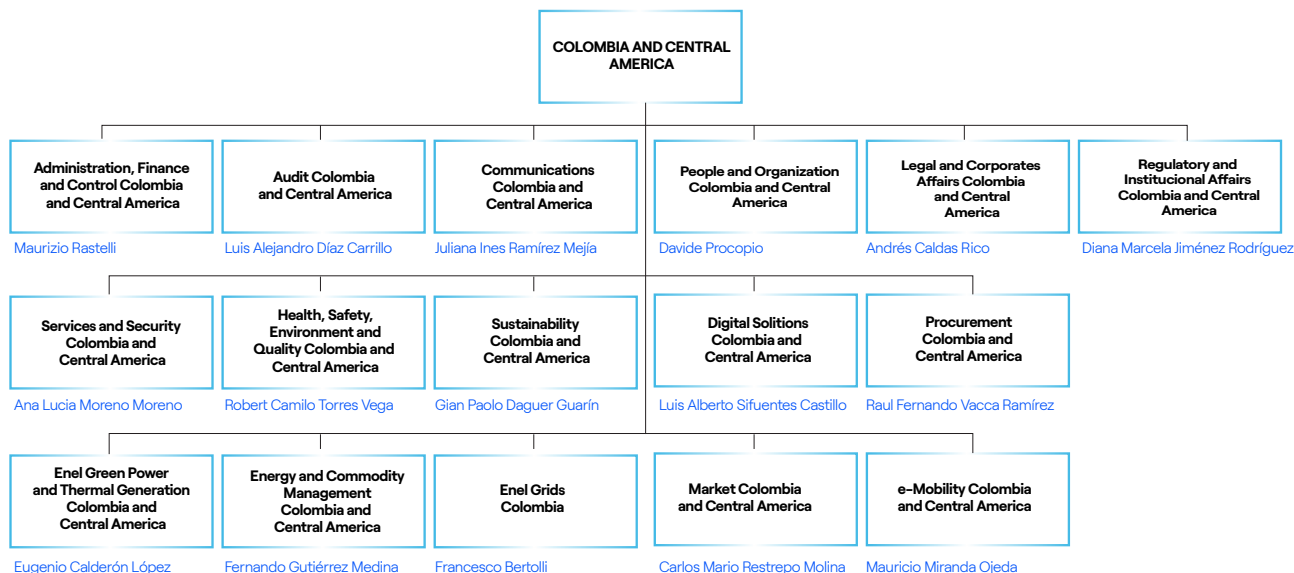 COLOMBIA AND CENTRAL
AMERICA
Administration, Finance
and Control Colombia
and Central America
Maurizio Rastelli
Audit Colombia
and Central America
Luis Alejandro Díaz Carrillo
Communications
Colombia and
Central America
Juliana Ines Ramírez Mejía
People and Organization
Colombia and Central
America
Davide Procopio
Legal and Corporates
Affairs Colombia
and Central
America
Andrés Caldas Rico
Regulatory and
Institucional Affairs
Colombia and Central
America
Diana Marcela Jiménez Rodríguez
Services and Security
Colombia and
Central America
Ana Lucia Moreno Moreno
Health, Safety,
Environment and
Quality Colombia and
Central America
Robert Camilo Torres Vega
Sustainability
Colombia and
Central America
Gian Paolo Daguer Guarín
Digital Solitions
Colombia and
Central America
Luis Alberto Sifuentes Castillo
Procurement
Colombia and
Central America
Raul Fernando Vacca Ramírez
Enel Green Power
and Thermal Generation
Colombia and
Central America
Eugenio Calderón López
Energy and Commodity
Management
Colombia and
Central America
Fernando Gutiérrez Medina
Enel Grids
Colombia
Francesco Bertolli
Market Colombia
and Central America
Carlos Mario Restrepo Molina
e-Mobility Colombia
and Central America
Mauricio Miranda Ojeda